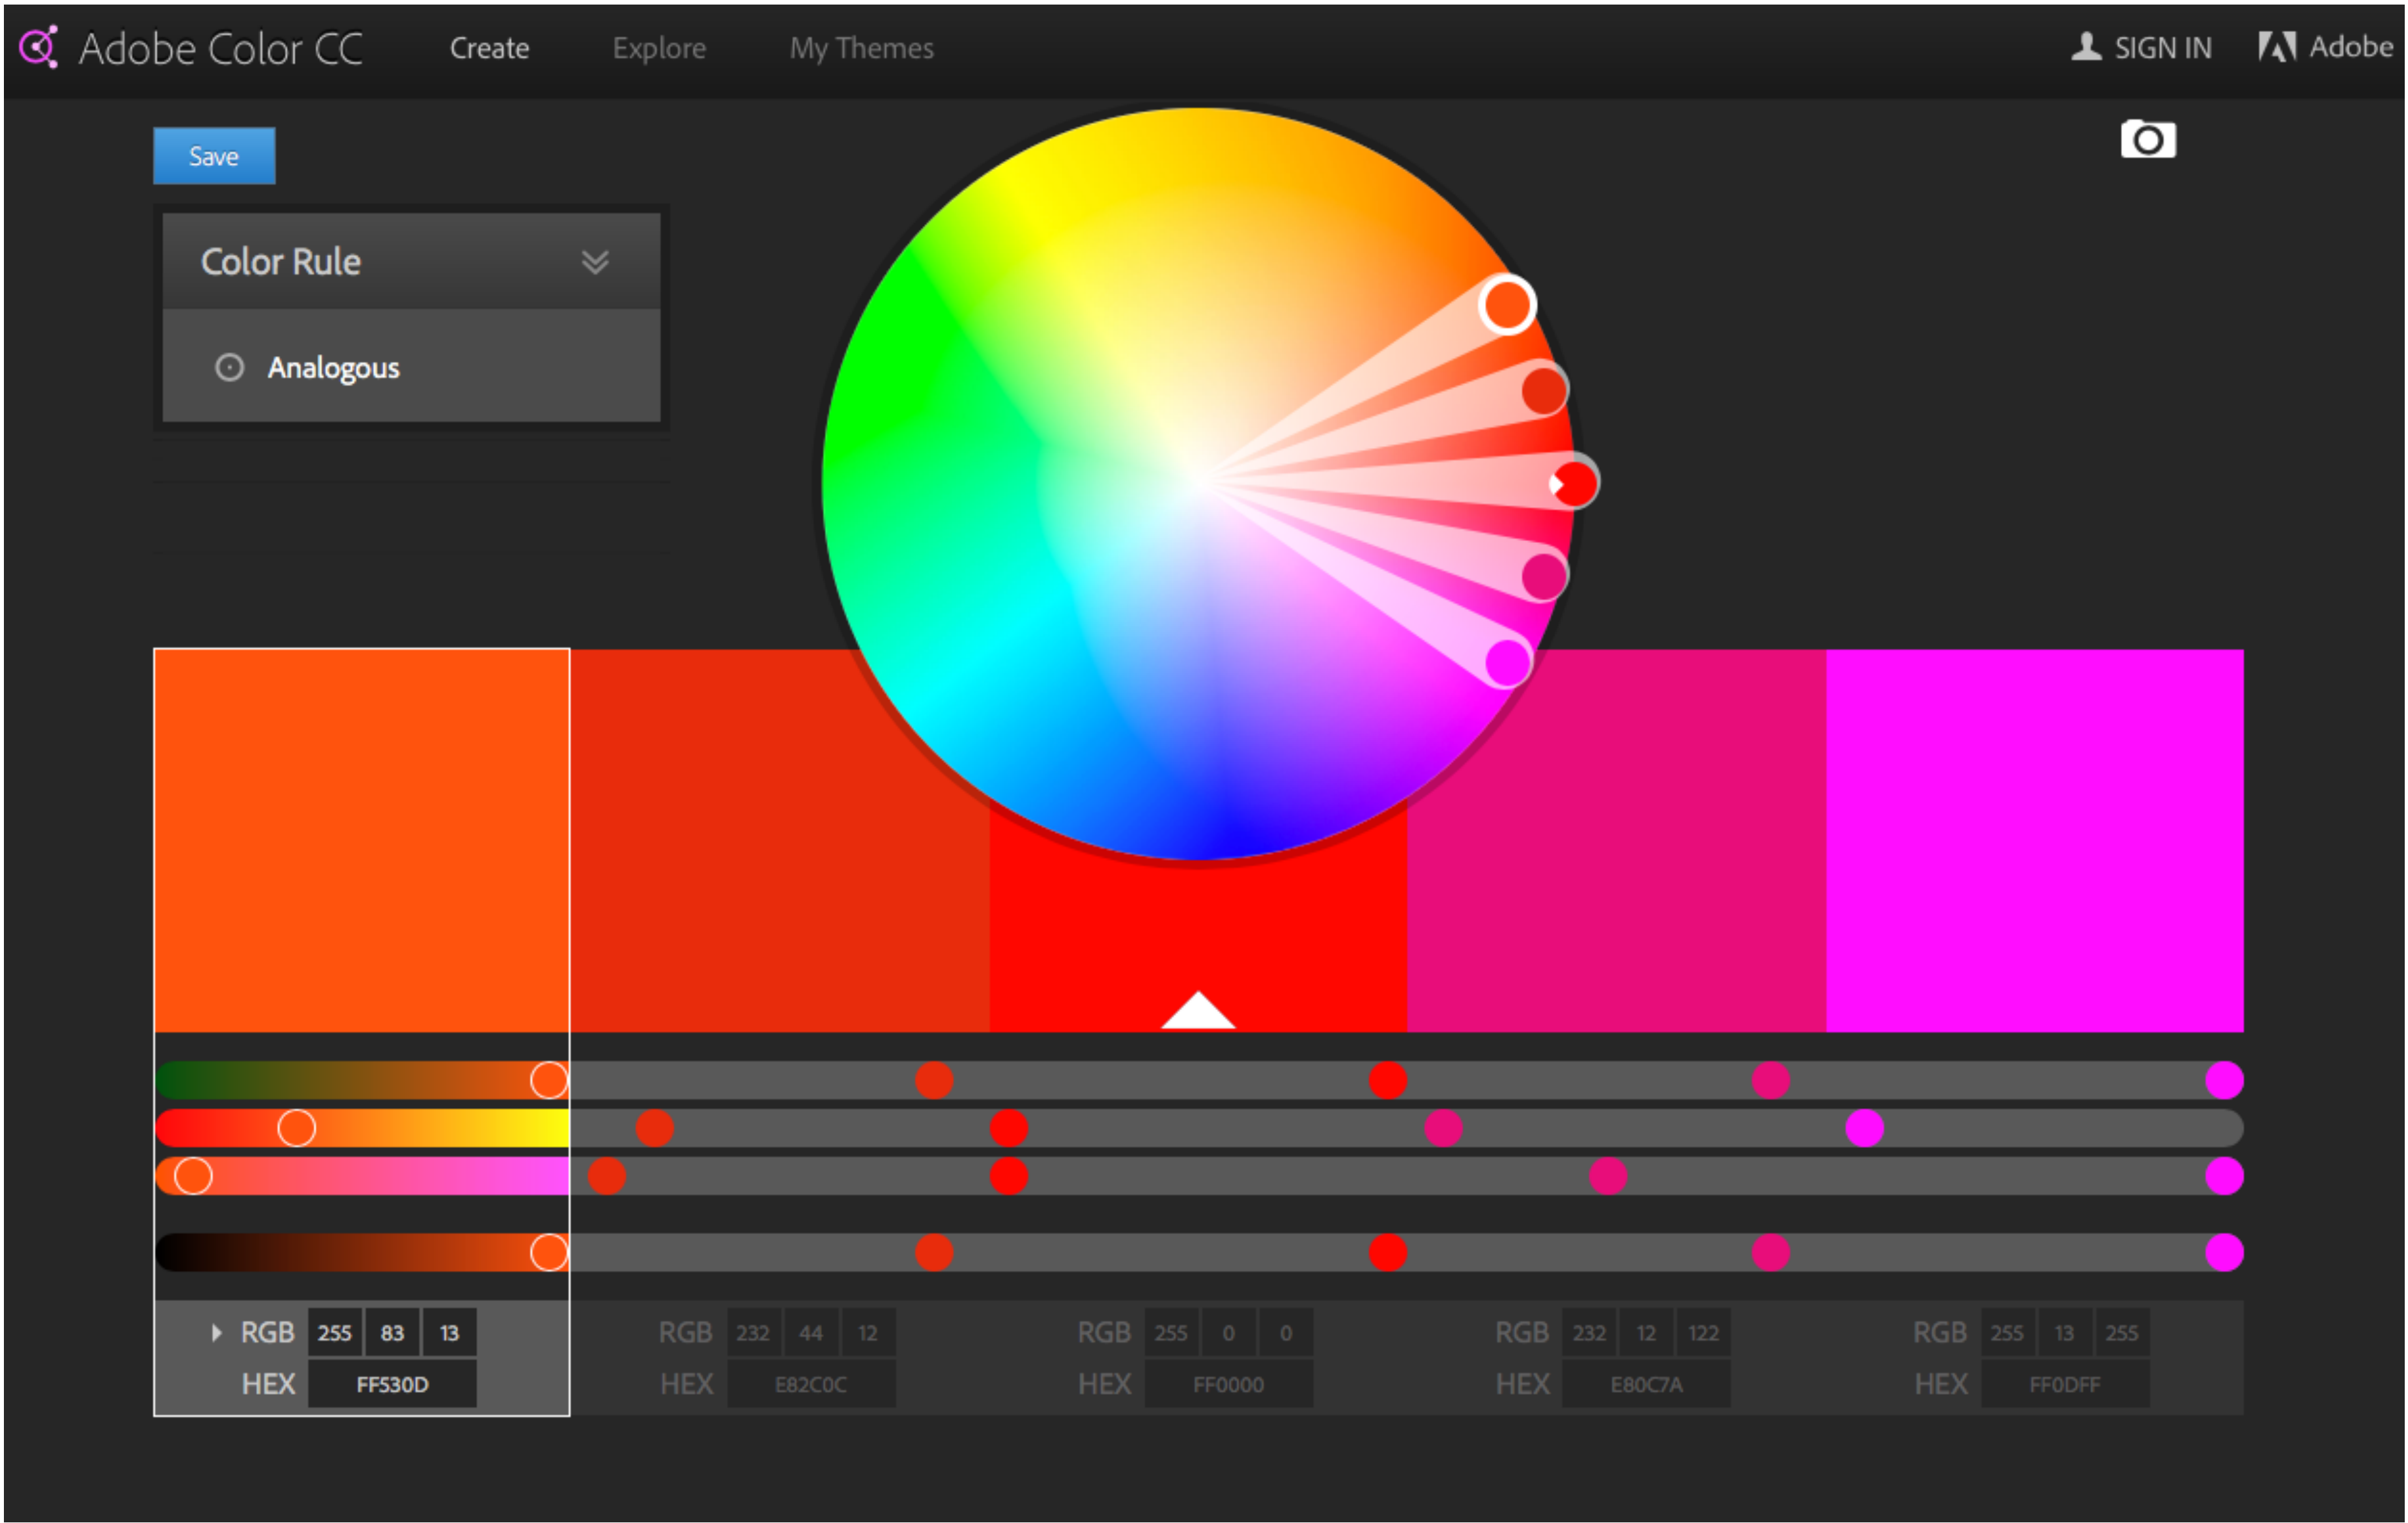 Adobe Color CC Create Explore My Themes SIGN IN Adobe
Save
Color Rule
Analogous
RGB 255 83 13 RGB 232 44 12 RGB 255 0 0 RGB 232 12 122 RGB 255 13 255
HEX FF530D HEX E82C0C HEX FF0000 HEX E80C7A HEX FF0DFF